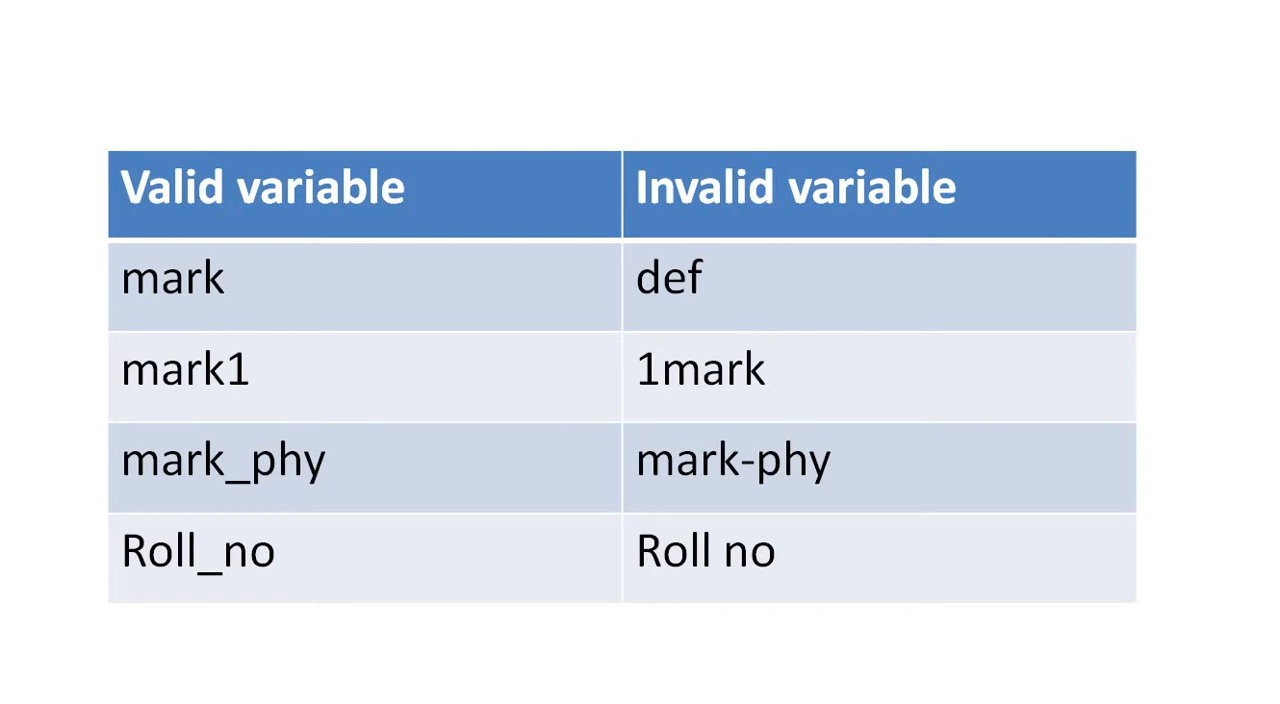 Valid variable Invalid variable
mark def
mark1 1mark
mark_phy mark-phy
Roll_no Roll no